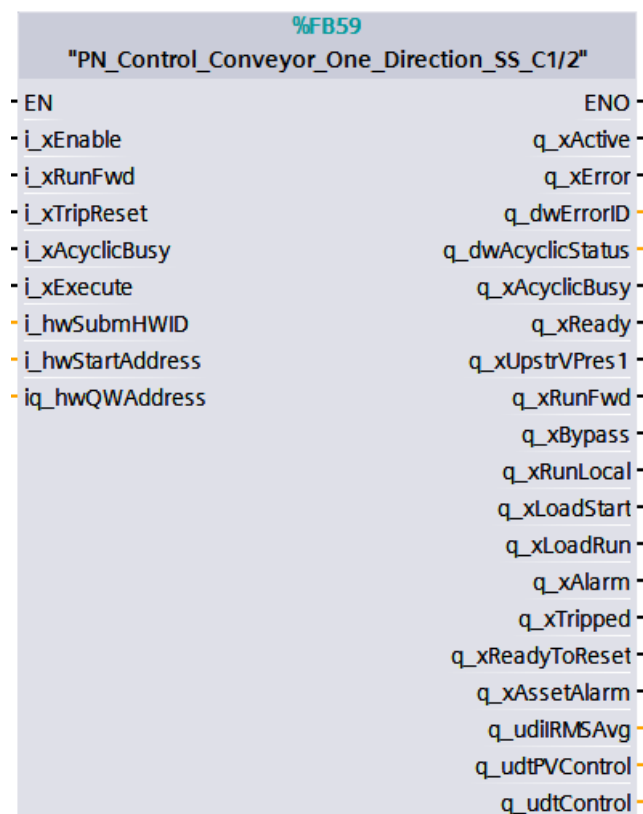 %FB59
"PN_Control_Conveyor_One_Direction_SS_C1/2"
EN ENO
i_xEnable q_xActive
i_xRunFwd q_xError
i_xTripReset q_dwErrorID
i_xAcyclicBusy q_dwAcyclicStatus
i_xExecute q_xAcyclicBusy
i_hwSubmHWID q_xReady
i_hwStartAddress q_xUpstrVPres1
iq_hwQWAddress q_xRunFwd
q_xBypass
q_xRunLocal
q_xLoadStart
q_xLoadRun
q_xAlarm
q_xTripped
q_xReadyToReset
q_xAssetAlarm
q_udiIRMSAvg
q_udtPVControl
q_udtControl